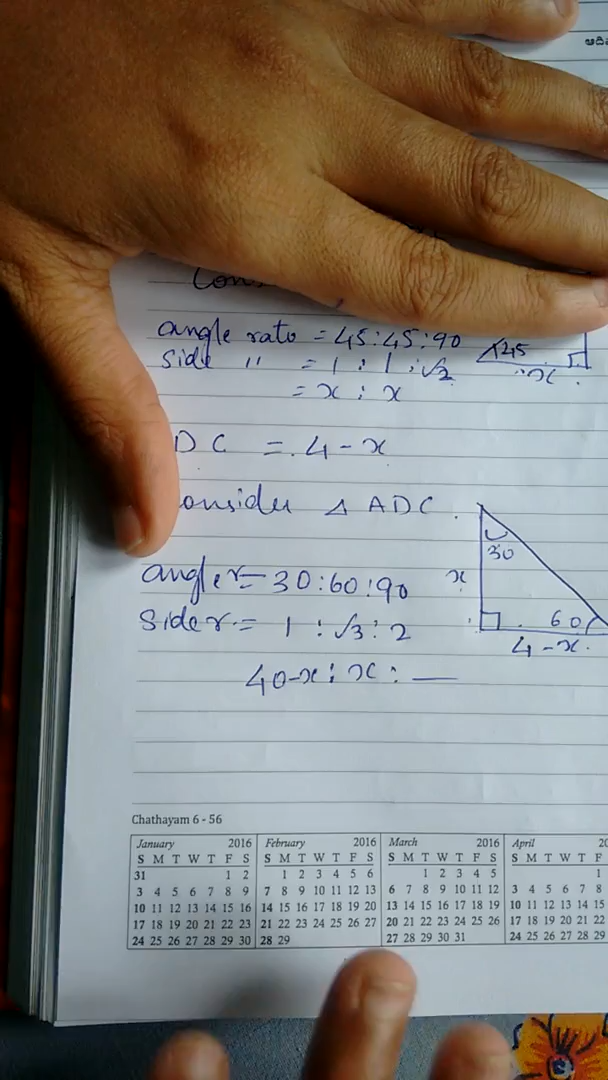 angle rato = 45:45:90
side " = 1 : 1 : √2
= x : x
45
x
DC = 4 - x
onsider △ ADC.
30
x
60
4 - x.
angle r = 30:60:90
Side r = 1 : √3 : 2
40-x : x : —
Chathayam 6 - 56
January 2016 February 2016 March 2016 April
S M T W T F S S M T W T F S S M T W T F S S M T W T F
31 1 2 1 2 3 4 5 6 1 2 3 4 5 1
3 4 5 6 7 8 9 7 8 9 10 11 12 13 6 7 8 9 10 11 12 3 4 5 6 7 8
10 11 12 13 14 15 16 14 15 16 17 18 19 20 13 14 15 16 17 18 19 10 11 12 13 14 15
17 18 19 20 21 22 23 21 22 23 24 25 26 27 20 21 22 23 24 25 26 17 18 19 20 21 22
24 25 26 27 28 29 30 28 29 27 28 29 30 31 24 25 26 27 28 29